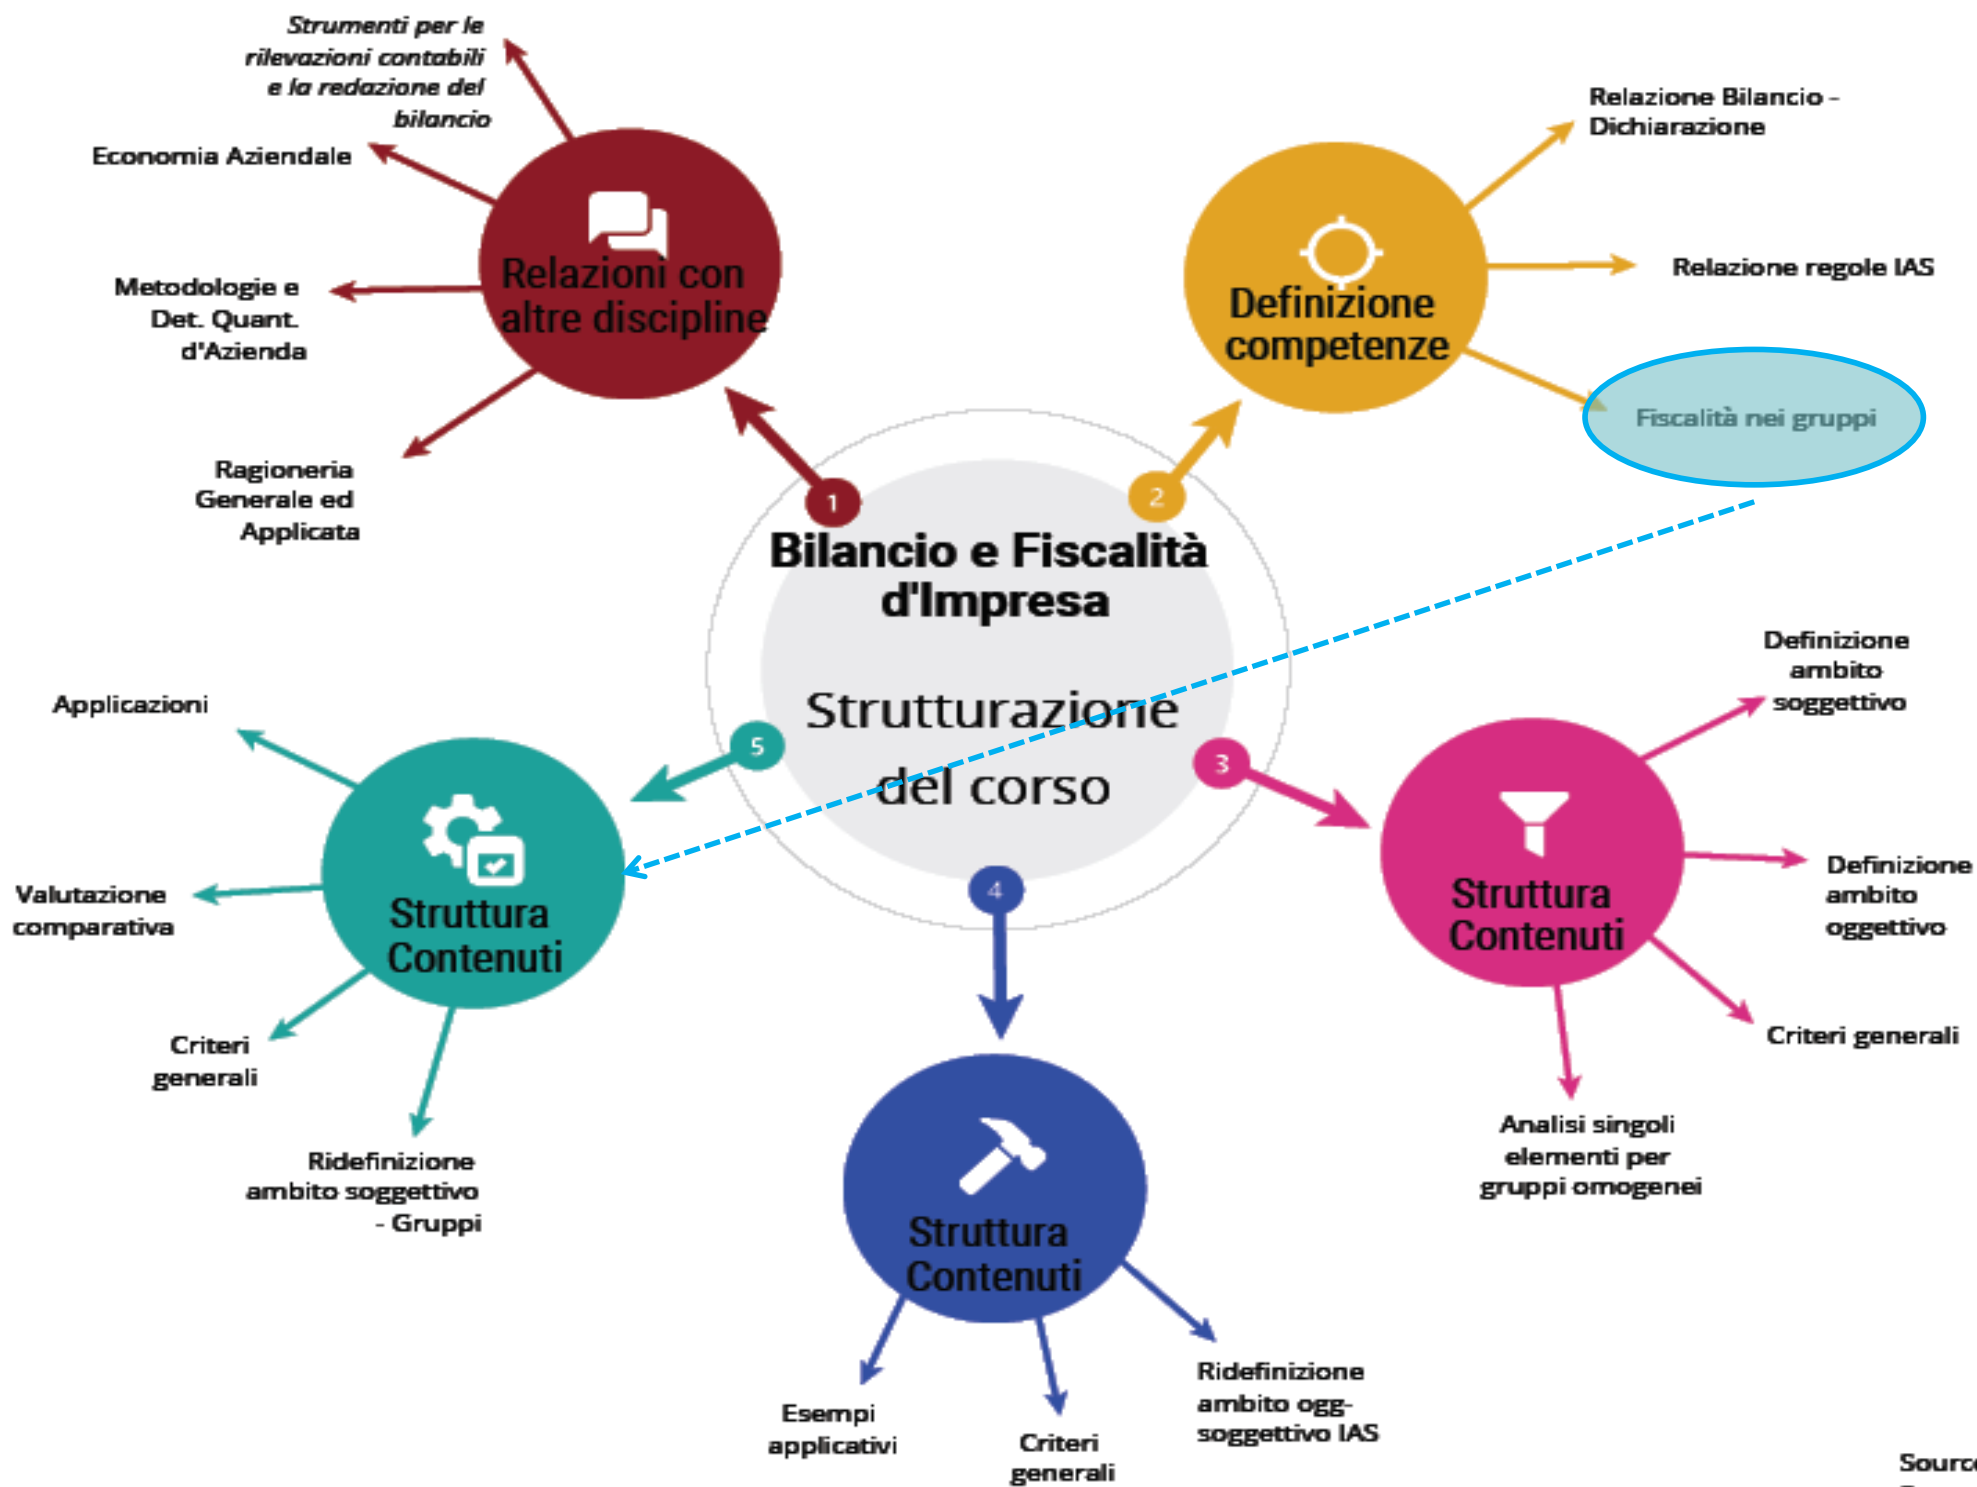 Strumenti per le
rilevazioni contabili
e la redazione del
bilancio
Economia Aziendale
Metodologie e
Det. Quant.
d'Azienda
Ragioneria
Generale ed
Applicata
Relazioni con
altre discipline
1
Relazione Bilancio -
Dichiarazione
Relazione regole IAS
Fiscalità nei gruppi
Definizione
competenze
2
Bilancio e Fiscalità
d'Impresa
Strutturazione
del corso
3
Struttura
Contenuti
Definizione
ambito
soggettivo
Definizione
ambito
oggettivo
Criteri generali
Analisi singoli
elementi per
gruppi omogenei
4
Struttura
Contenuti
Ridefinizione
ambito ogg-
soggettivo IAS
Criteri
generali
Esempi
applicativi
5
Struttura
Contenuti
Applicazioni
Valutazione
comparativa
Criteri
generali
Ridefinizione
ambito soggettivo
- Gruppi